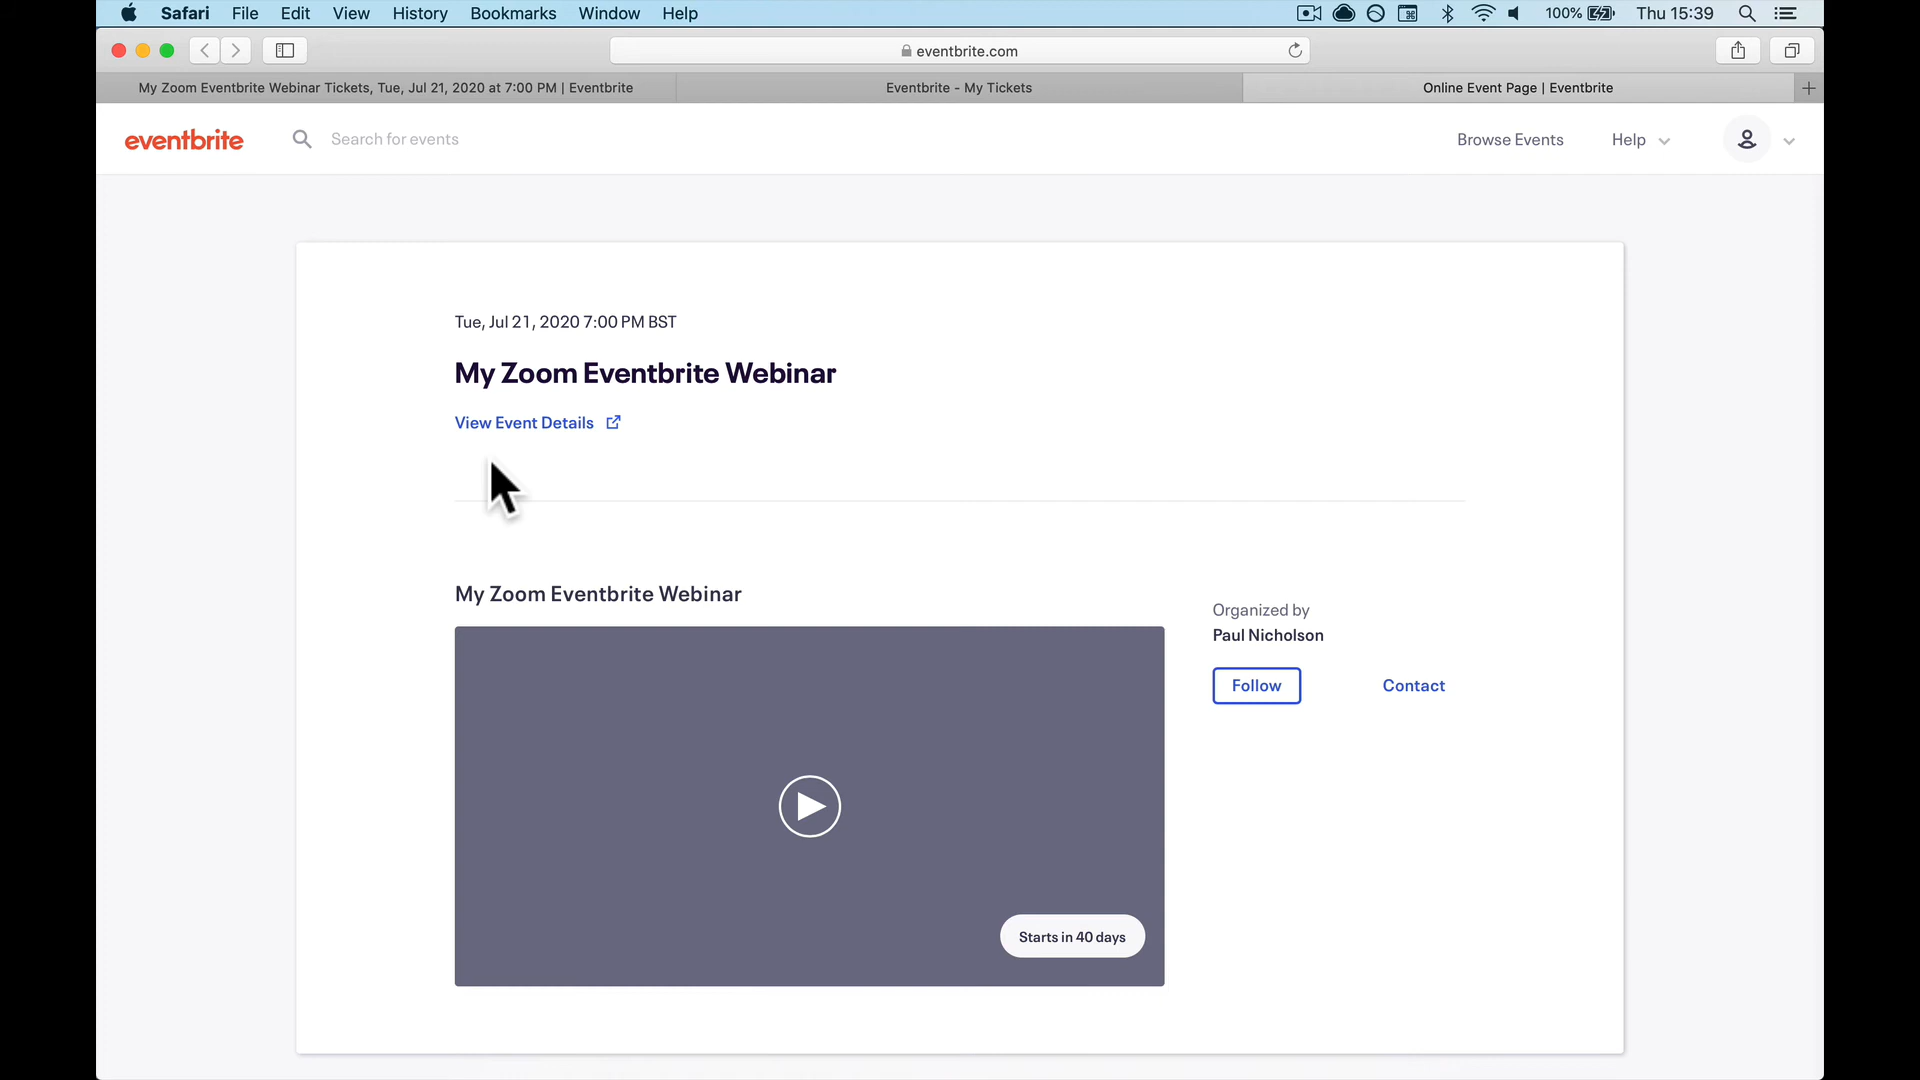 Safari File Edit View History Bookmarks Window Help 100% Thu 15:39
eventbrite.com
My Zoom Eventbrite Webinar Tickets, Tue, Jul 21, 2020 at 7:00 PM | Eventbrite
Eventbrite - My Tickets
Online Event Page | Eventbrite
eventbrite
Search for events
Browse Events
Help
Tue, Jul 21, 2020 7:00 PM BST
My Zoom Eventbrite Webinar
View Event Details
My Zoom Eventbrite Webinar
Organized by
Paul Nicholson
Follow
Contact
Starts in 40 days